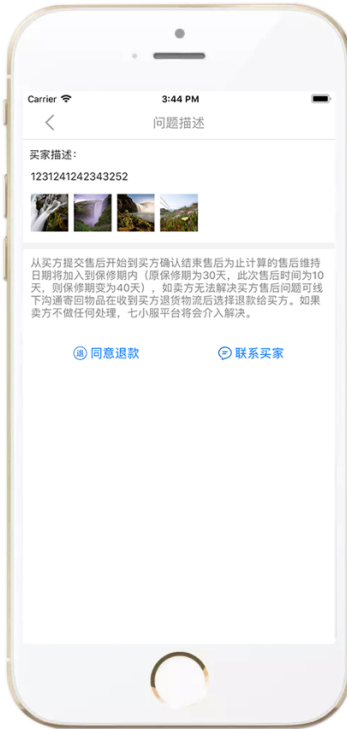 Carrier 3:44 PM
问题描述
买家描述:
1231241242343252
从买方提交售后开始到买方确认结束售后为止计算的售后维持
日期将加入到保修期内（原保修期为30天，此次售后时间为10
天，则保修期变为40天），如卖方无法解决买方售后问题可线
下沟通寄回物品在收到买方退货物流后选择退款给买方。如果
卖方不做任何处理，七小服平台将会介入解决。
退 同意退款 联系买家